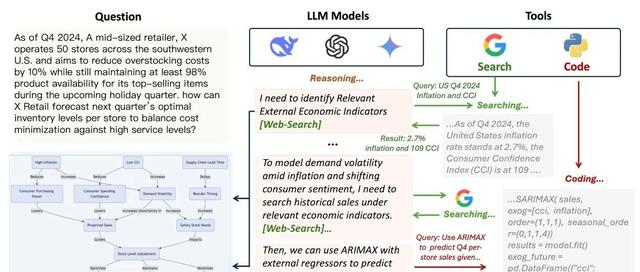 Question
As of Q4 2024, A mid-sized retailer, X
operates 50 stores across the southwestern
U.S. and aims to reduce overstocking costs
by 10% while still maintaining at least 98%
product availability for its top-selling items
during the upcoming holiday quarter. how can
X Retail forecast next quarter's optimal
inventory levels per store to balance cost
minimization against high service levels?
High Inflation
Low CCI
Supply Chain Lead Time
Reduces
Reduces
Increases
Increases
Delays
Consumer Purchasing
Power
Consumer Spending
Confidence
Demand Volatility
Reorder Timing
Lowers
Lowers
Increases Uncertainty in
Increases
Projected Sales
Safety Stock Needs
Guides
Impacts
Stock Level Adjustment
Optimizes
Maintains
LLM Models
Reasoning...
I need to identify Relevant
External Economic Indicators
[Web-Search]
...
To model demand volatility
amid inflation and shifting
consumer sentiment, I need to
search historical sales under
relevant economic indicators.
[Web-Search]...
Then, we can use ARIMAX with
external regressors to predict
Tools
Search
Code
Query: US Q4 2024
Inflation and CCI
Searching...
Result: 2.7%
inflation and 109 CCI
...As of Q4 2024, the
United States inflation
rate stands at 2.7%, the
Consumer Confidence
Index (CCI) is at 109 ....
Coding...
Searching...
Query: Use ARIMAX
to predict Q4 per-
store sales given...
...SARIMAX( sales,
exog=[cci, inflation],
order=(1,1,1), seasonal_orde
r=(0,1,1,4))
results = model.fit()
exog_future =
pd.DataFrame({"cci":